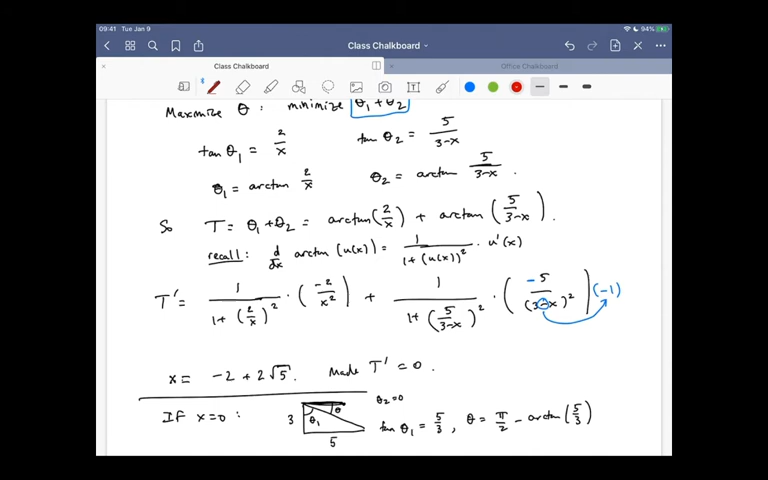 09:41 Tue Jan 9
94%
Class Chalkboard
Class Chalkboard
Office Chalkboard
Maxmize θ : minimize θ₁ + θ₂
tan θ₁ = 2/x tan θ₂ = 5/(3-x)
θ₁ = arctan 2/x θ₂ = arctan 5/(3-x) .
So T = θ₁+θ₂ = arctan(2/x) + arctan(5/(3-x)) .
recall : d/dx arctan (u(x)) = 1/(1+(u(x))²) · u'(x)
T' = 1/(1+(2/x)²) · (-2/x²) + 1/(1+(5/(3-x))²) · (-5/(3-x)²) (-1)
x = -2 + 2√5 . Made T' = 0 .
θ₂=0
If x=0 : 3 θ₁ θ 5 tan θ₁ = 5/3 , θ = π/2 - arctan(5/3)